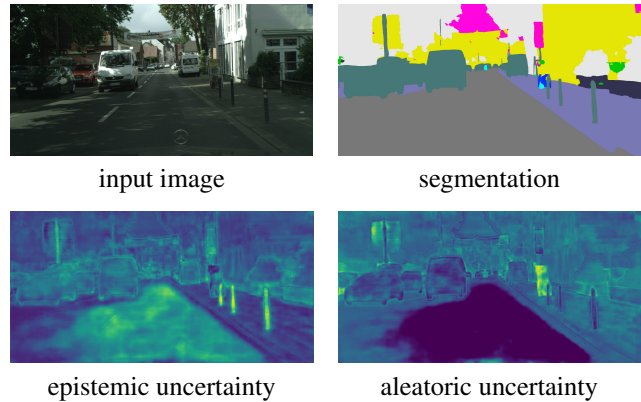 input image
segmentation
epistemic uncertainty
aleatoric uncertainty